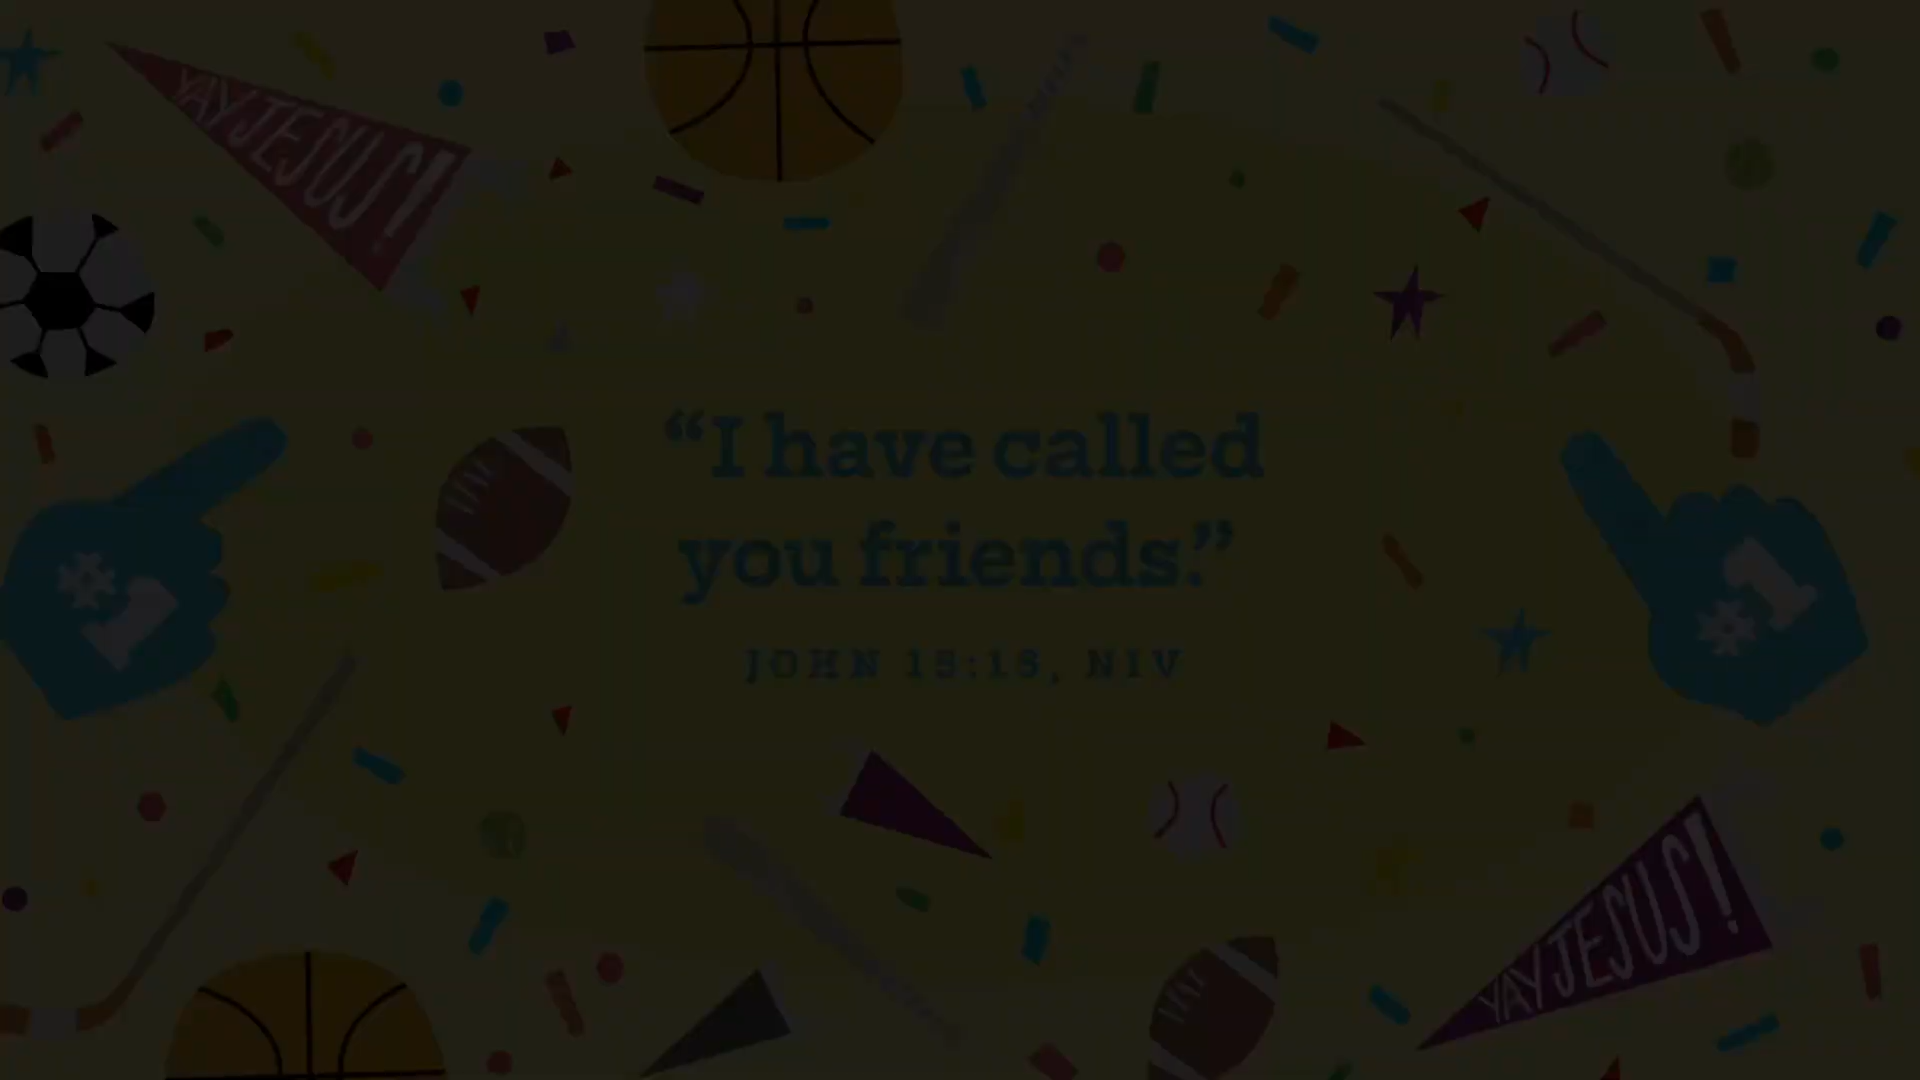 YAY JESUS!
“I have called
you friends.”
JOHN 15:15, NIV
#1
#1
YAY JESUS!